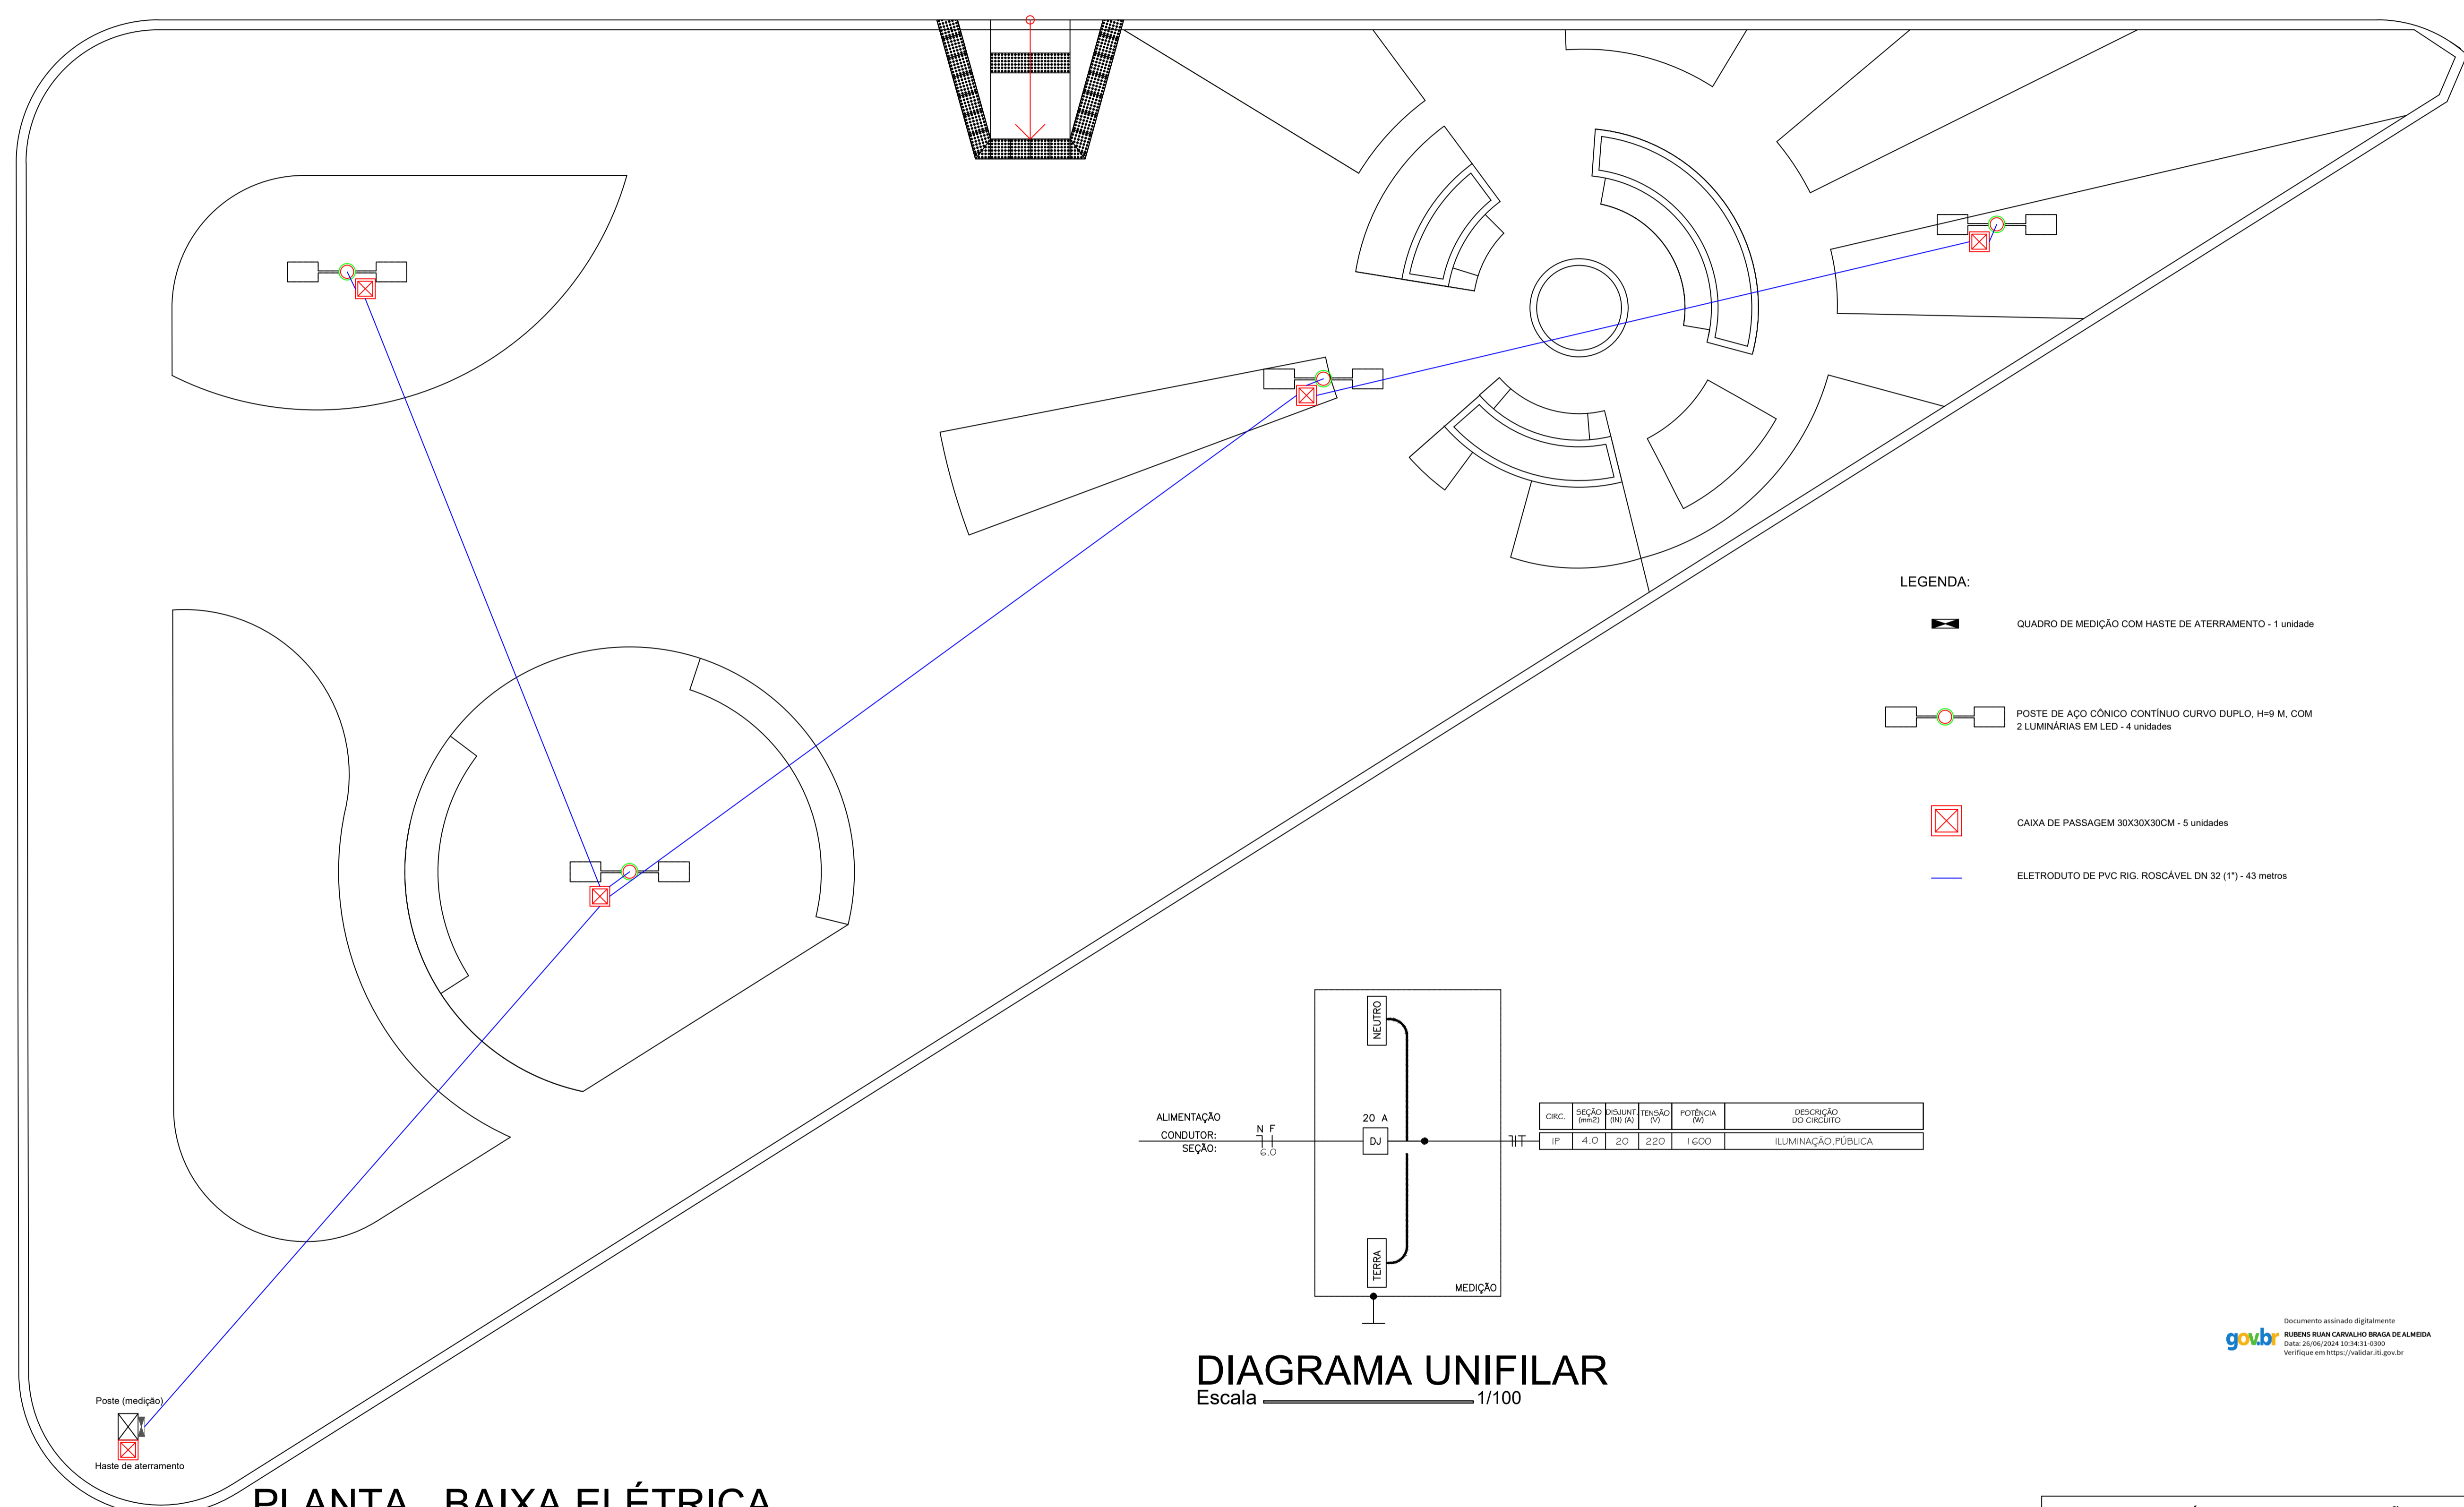 LEGENDA:
QUADRO DE MEDIÇÃO COM HASTE DE ATERRAMENTO - 1 unidade
POSTE DE AÇO CÔNICO CONTÍNUO CURVO DUPLO, H=9 M, COM
2 LUMINÁRIAS EM LED - 4 unidades
CAIXA DE PASSAGEM 30X30X30CM - 5 unidades
ELETRODUTO DE PVC RIG. ROSCÁVEL DN 32 (1") - 43 metros
NEUTRO
ALIMENTAÇÃO
CONDUTOR:
SEÇÃO:
N F
6.0
20 A
DJ
TERRA
MEDIÇÃO
CIRC. SEÇÃO (mm2) DISJUNT. (IN) (A) TENSÃO (V) POTÊNCIA (W) DESCRIÇÃO DO CIRCUITO
IP 4.0 20 220 1600 ILUMINAÇÃO.PÚBLICA
DIAGRAMA UNIFILAR
Escala 1/100
gov.br
Documento assinado digitalmente
RUBENS RUAN CARVALHO BRAGA DE ALMEIDA
Data: 26/06/2024 10:34:31-0300
Verifique em https://validar.iti.gov.br
Poste (medição)
Haste de aterramento
PLANTA BAIXA ELÉTRICA